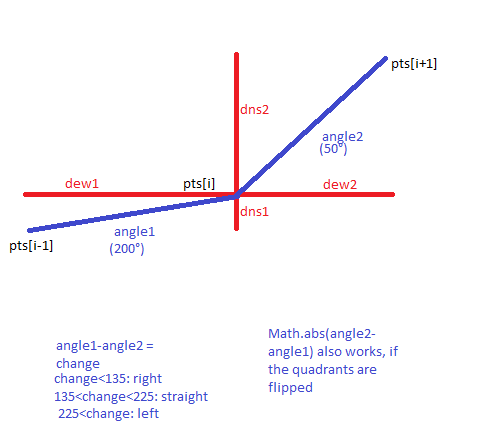 pts[i+1]
dns2
angle2
(50°)
dew1
pts[i]
dew2
dns1
angle1
pts[i-1]
(200°)
angle1-angle2 =
change
change<135: right
135<change<225: straight
225<change: left
Math.abs(angle2-
angle1) also works, if
the quadrants are
flipped